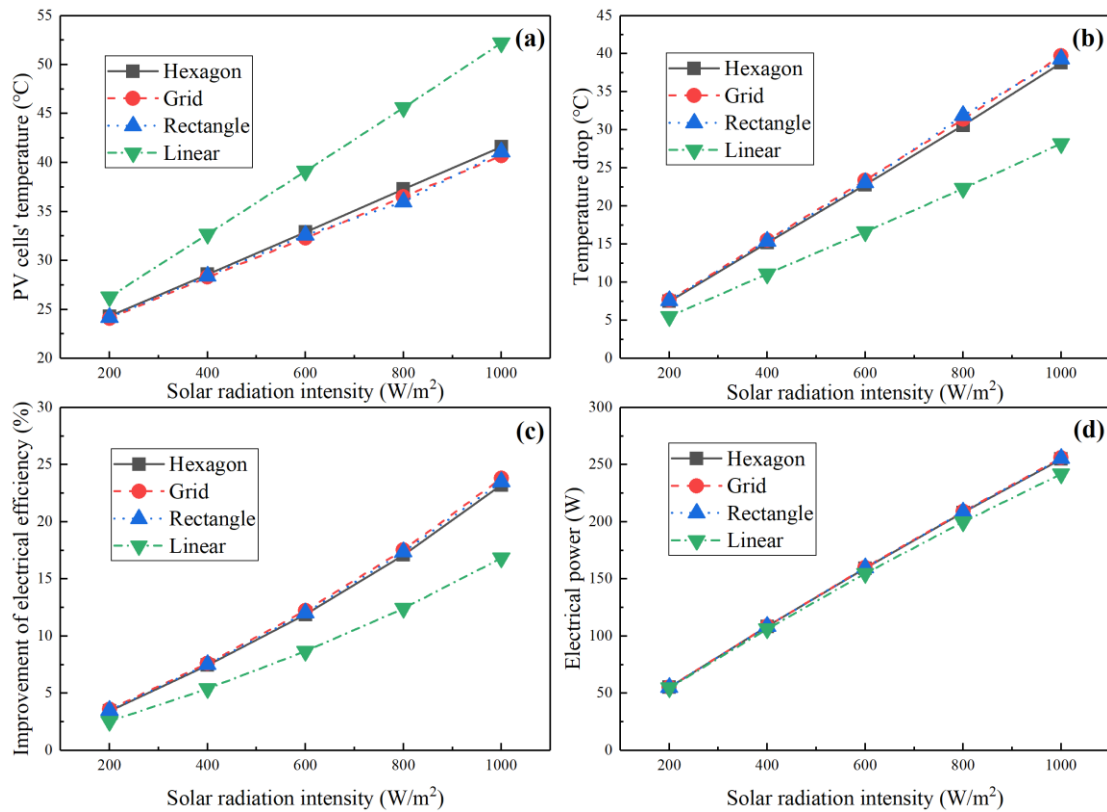 (a)
PV cells' temperature (°C)
55
50
45
40
35
30
25
20
Hexagon
Grid
Rectangle
Linear
200 400 600 800 1000
Solar radiation intensity (W/m²)
(b)
Temperature drop (°C)
45
40
35
30
25
20
15
10
5
0
Hexagon
Grid
Rectangle
Linear
200 400 600 800 1000
Solar radiation intensity (W/m²)
(c)
Improvement of electrical efficiency (%)
30
25
20
15
10
5
0
Hexagon
Grid
Rectangle
Linear
200 400 600 800 1000
Solar radiation intensity (W/m²)
(d)
Electrical power (W)
300
250
200
150
100
50
0
Hexagon
Grid
Rectangle
Linear
200 400 600 800 1000
Solar radiation intensity (W/m²)